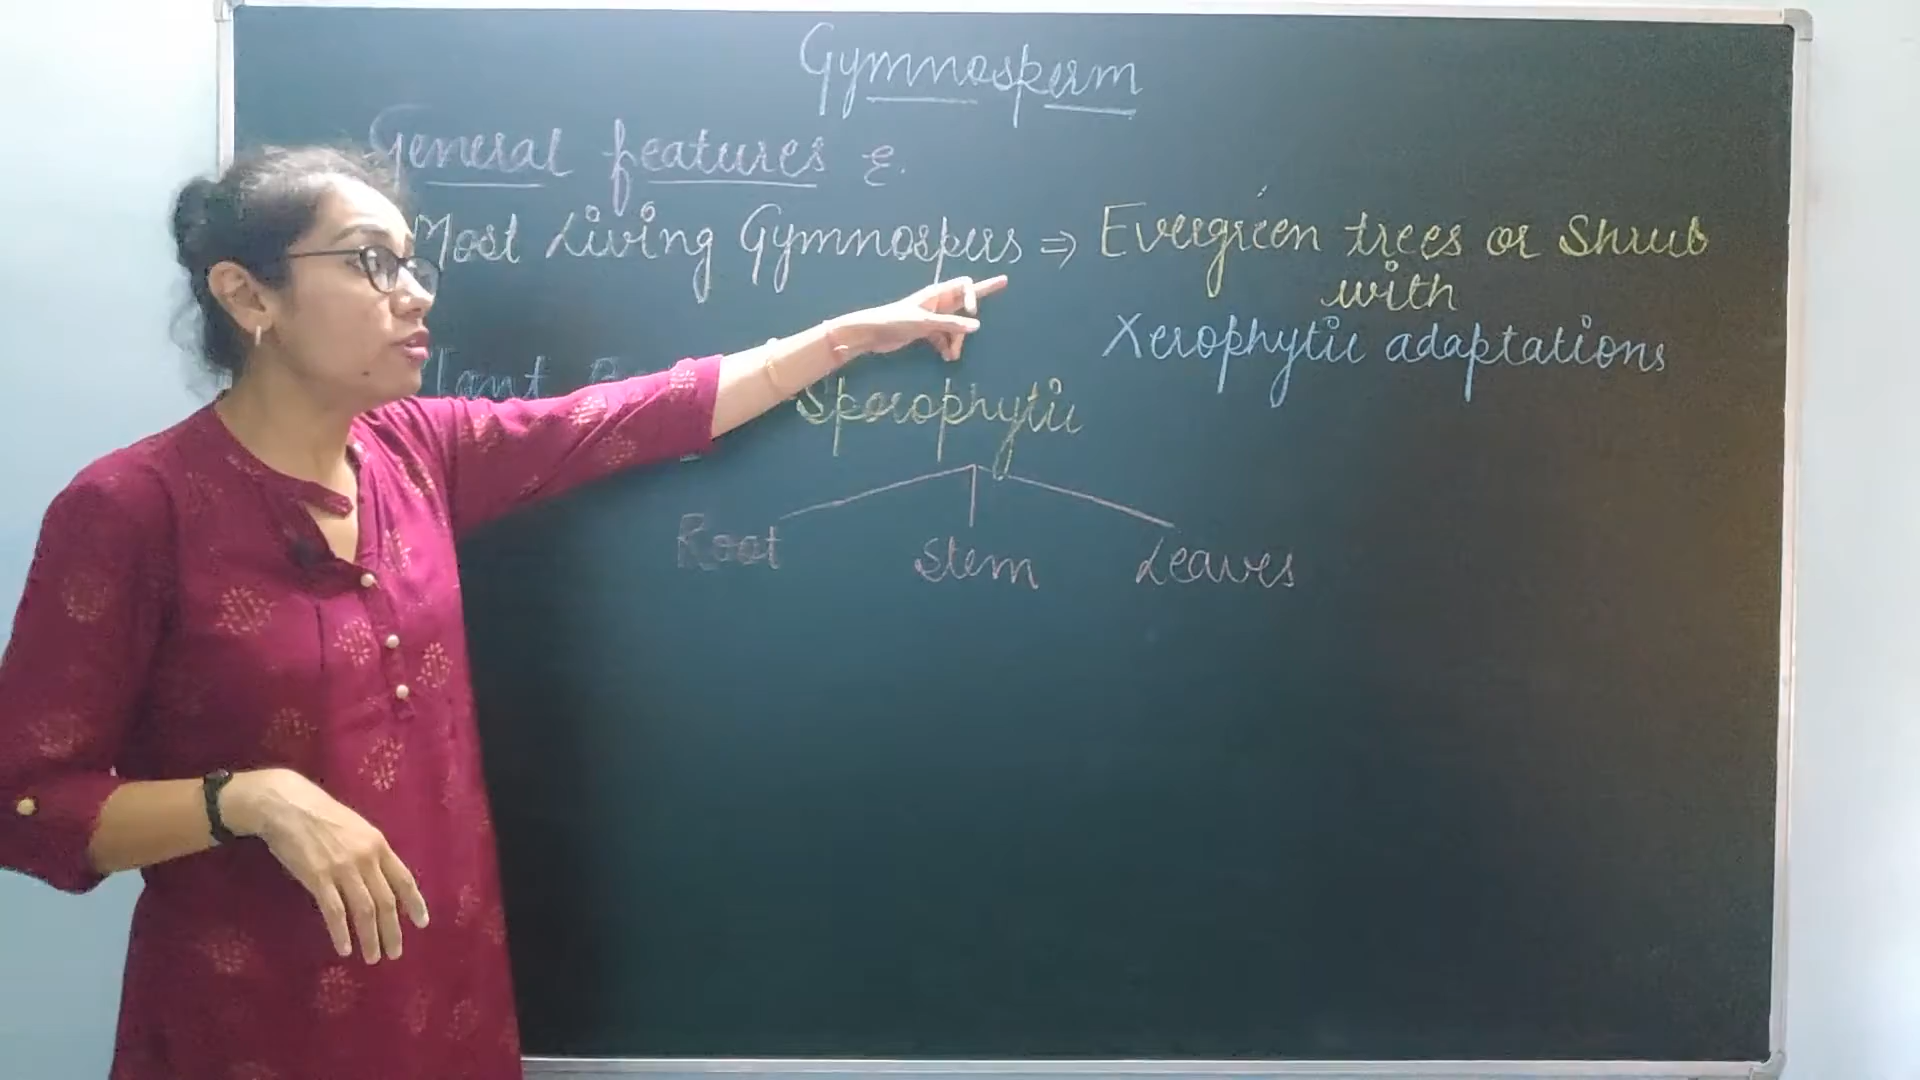 Gymnosperm
General features :
Most Living Gymnospers ⇒ Evergreen trees or Shrub
with
Xerophytic adaptations
Sporophytic
Root Stem Leaves